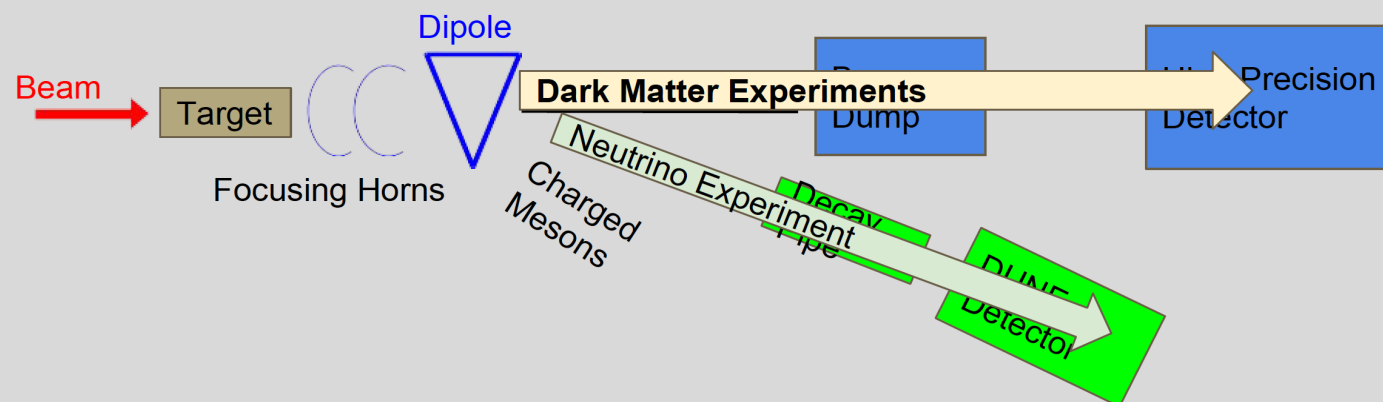 Dipole
Beam
Target
Dark Matter Experiments
Precision
Dump
Detector
Focusing Horns
Neutrino Experiment
Charged
Mesons
Decay
Pipe
DUNE
Detector